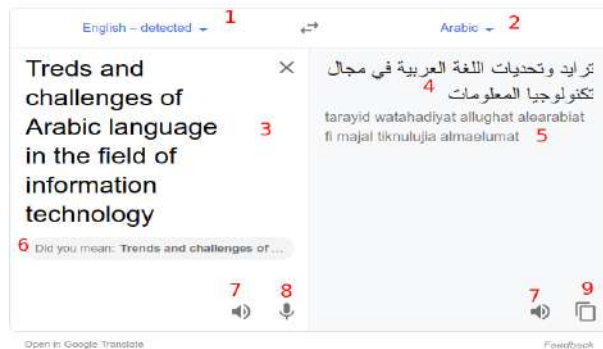 English – detected 1 Arabic 2
Treds and
challenges of
Arabic language
in the field of
information
technology
3
6 Did you mean: Trends and challenges of ...
7 8
ترايد وتحديات اللغة العربية في مجال
تكنولوجيا المعلومات 4
tarayid watahadiyat allughat alearabiat
fi majal tiknulujia almaelumat 5
7 9
Open in Google Translate Feedback